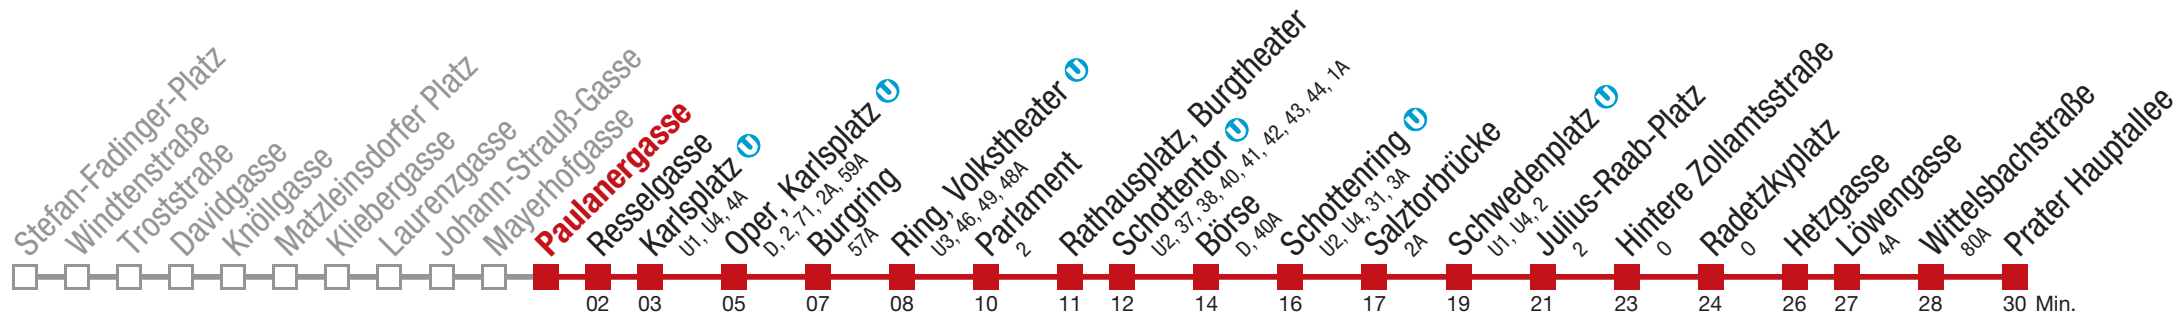 Stefan-Fadinger-Platz
Windtenstraße
Troststraße
Davidgasse
Knöllgasse
Matzleinsdorfer Platz
Kliebergasse
Laurenzgasse
Johann-Strauß-Gasse
Mayerhofgasse
Paulanergasse
Resselgasse
Karlsplatz U
U1, U4, 4A
Oper, Karlsplatz U
D, 2, 71, 2A, 59A
Burgring
57A
Ring, Volkstheater U
U3, 46, 49, 48A
Parlament
2
Rathausplatz, Burgtheater
Schottentor U
U2, 37, 38, 40, 41, 42, 43, 44, 1A
Börse
D, 40A
Schottenring U
U2, U4, 31, 3A
Salztorbrücke
2A
Schwedenplatz U
U1, U4, 2
Julius-Raab-Platz
2
Hintere Zollamtsstraße
O
Radetzkyplatz
O
Hetzgasse
Löwengasse
4A
Wittelsbachstraße
80A
Prater Hauptallee
02 03 05 07 08 10 11 12 14 16 17 19 21 23 24 26 27 28 30 Min.